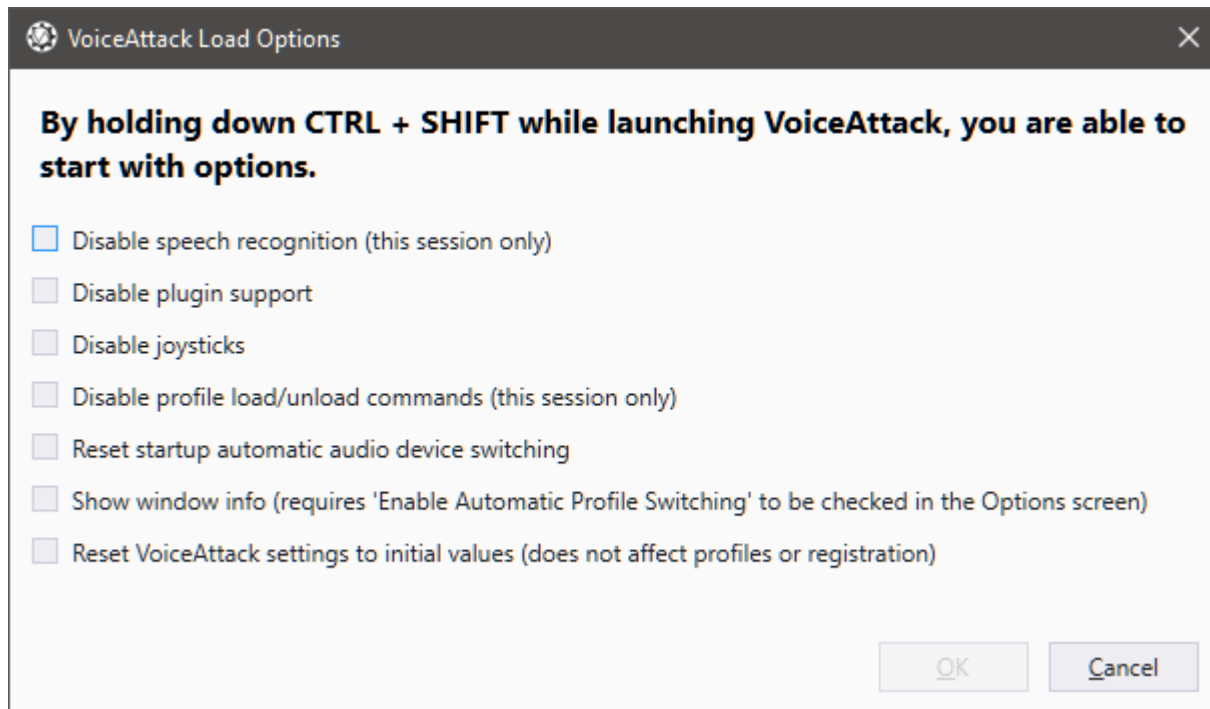 VoiceAttack Load Options
By holding down CTRL + SHIFT while launching VoiceAttack, you are able to
start with options.
Disable speech recognition (this session only)
Disable plugin support
Disable joysticks
Disable profile load/unload commands (this session only)
Reset startup automatic audio device switching
Show window info (requires 'Enable Automatic Profile Switching' to be checked in the Options screen)
Reset VoiceAttack settings to initial values (does not affect profiles or registration)
OK Cancel